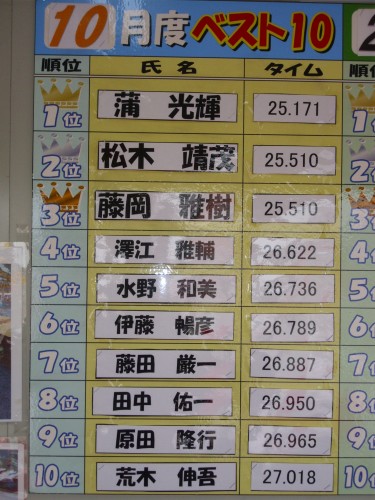 10月度ベスト10
順位 氏名 タイム
1位 蒲 光輝 25.171
2位 松木 靖茂 25.510
3位 藤岡 雅樹 25.510
4位 澤江 雅輔 26.622
5位 水野 和美 26.736
6位 伊藤 暢彦 26.789
7位 藤田 厳一 26.887
8位 田中 佑一 26.950
9位 原田 隆行 26.965
10位 荒木 伸吾 27.018
順位